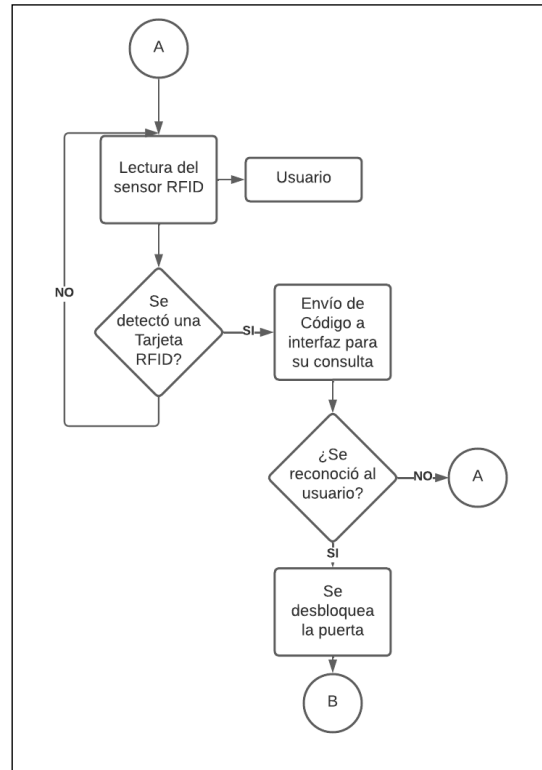 A
Lectura del
sensor RFID
Usuario
Se
detectó una
Tarjeta
RFID?
NO
SI
Envío de
Código a
interfaz para
su consulta
¿Se
reconoció al
usuario?
NO
A
SI
Se
desbloquea
la puerta
B